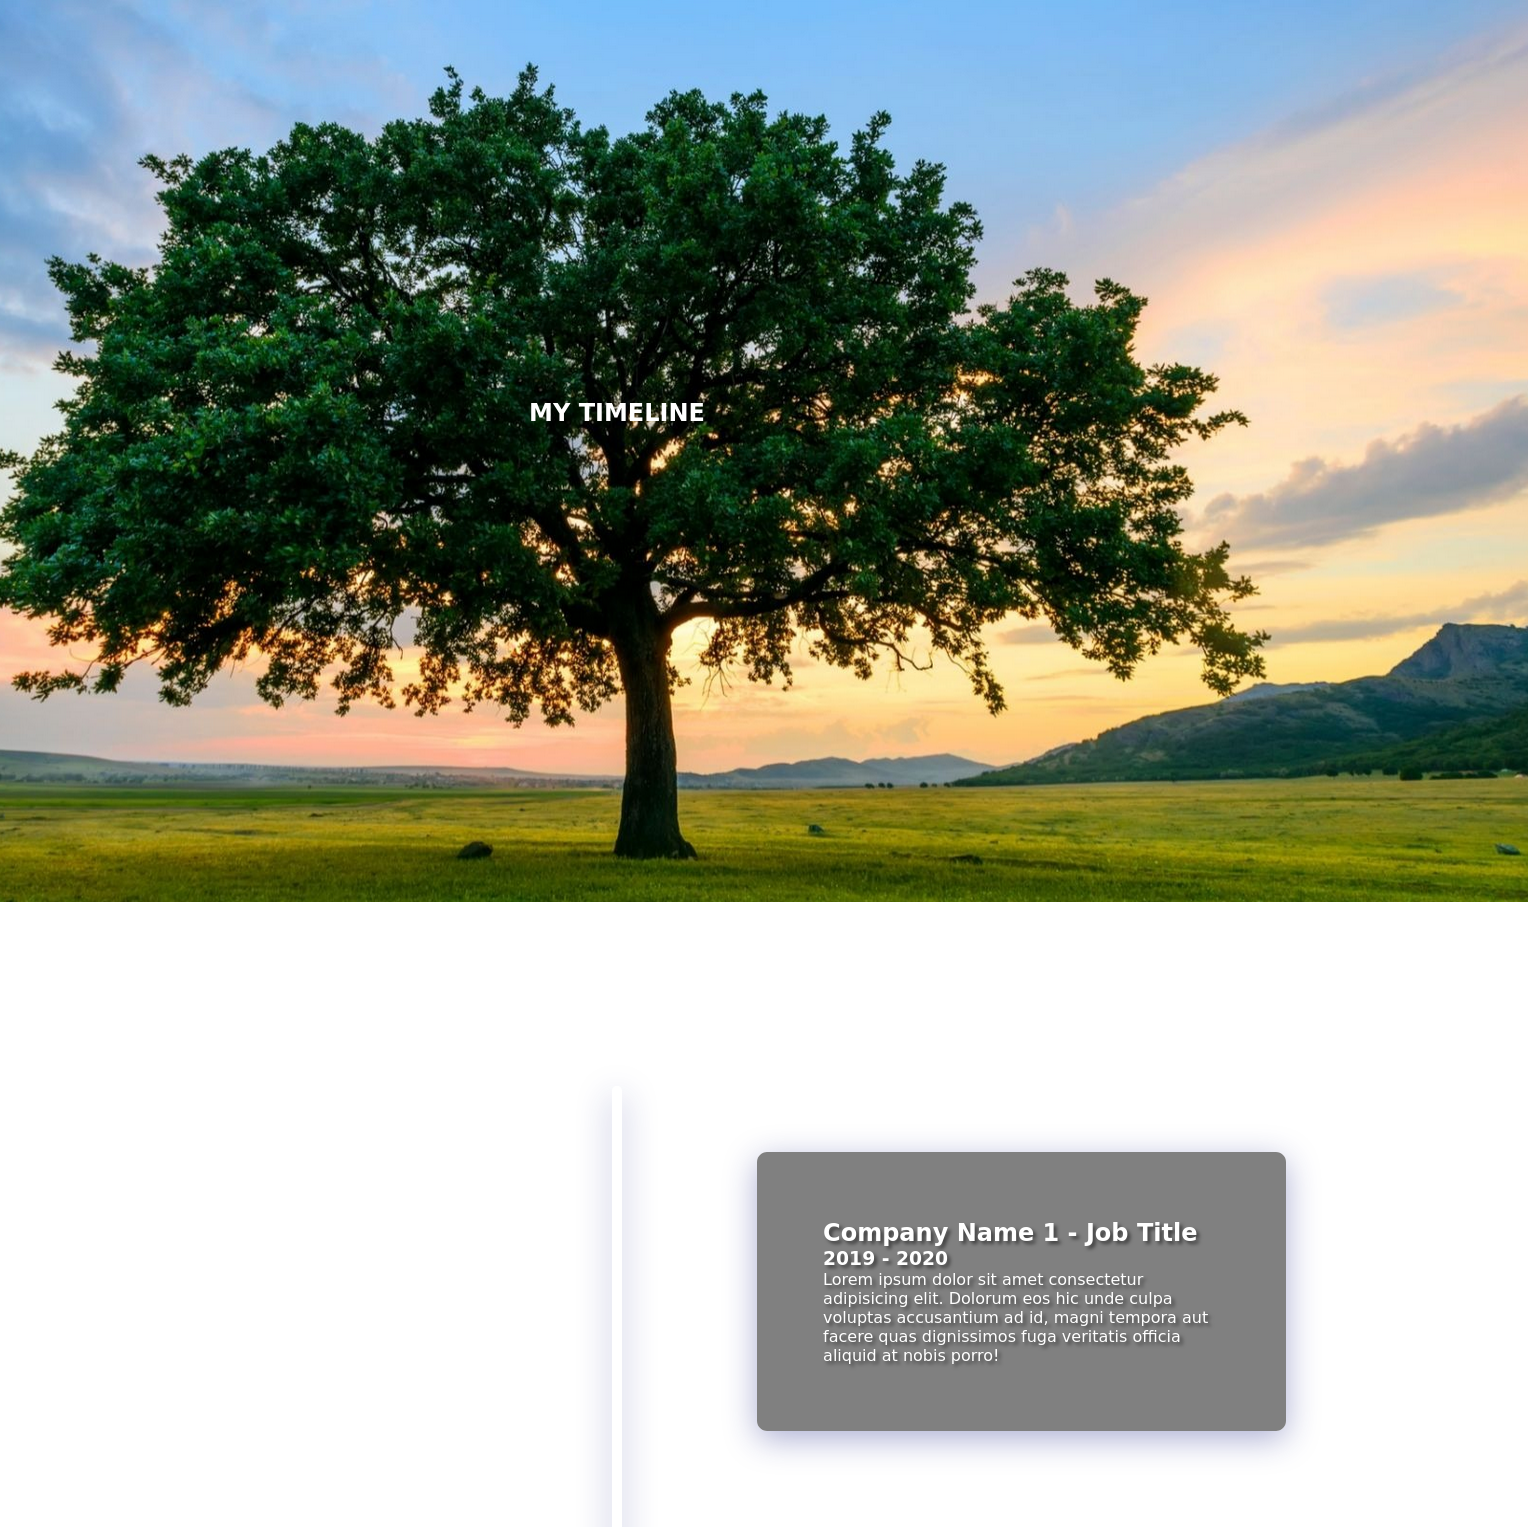 MY TIMELINE
Company Name 1 - Job Title
2019 - 2020
Lorem ipsum dolor sit amet consectetur
adipisicing elit. Dolorum eos hic unde culpa
voluptas accusantium ad id, magni tempora aut
facere quas dignissimos fuga veritatis officia
aliquid at nobis porro!